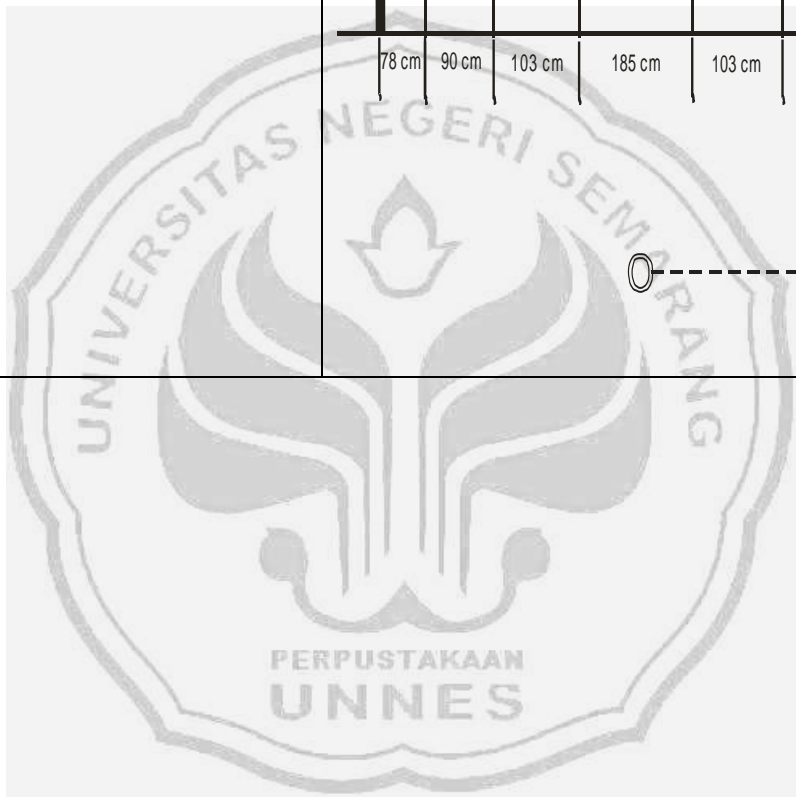 78 cm 90 cm 103 cm 185 cm 103 cm
UNIVERSITAS NEGERI SEMARANG
PERPUSTAKAAN
UNNES